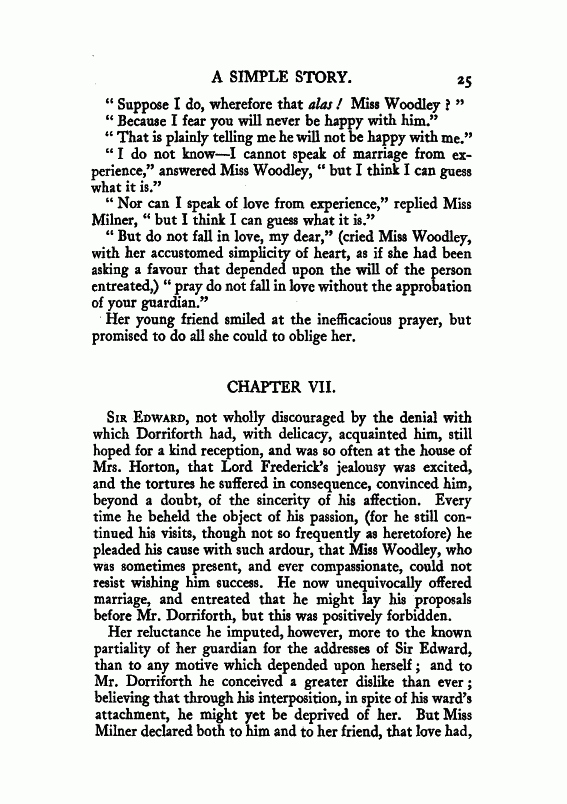 A SIMPLE STORY. 25
“ Suppose I do, wherefore that alas ! Miss Woodley ? ”
“ Because I fear you will never be happy with him.”
“ That is plainly telling me he will not be happy with me.”
“ I do not know—I cannot speak of marriage from ex-
perience,” answered Miss Woodley, “ but I think I can guess
what it is.”
“ Nor can I speak of love from experience,” replied Miss
Milner, “ but I think I can guess what it is.”
“ But do not fall in love, my dear,” (cried Miss Woodley,
with her accustomed simplicity of heart, as if she had been
asking a favour that depended upon the will of the person
entreated,) “ pray do not fall in love without the approbation
of your guardian.”
Her young friend smiled at the inefficacious prayer, but
promised to do all she could to oblige her.
CHAPTER VII.
Sir Edward, not wholly discouraged by the denial with
which Dorriforth had, with delicacy, acquainted him, still
hoped for a kind reception, and was so often at the house of
Mrs. Horton, that Lord Frederick’s jealousy was excited,
and the tortures he suffered in consequence, convinced him,
beyond a doubt, of the sincerity of his affection. Every
time he beheld the object of his passion, (for he still con-
tinued his visits, though not so frequently as heretofore) he
pleaded his cause with such ardour, that Miss Woodley, who
was sometimes present, and ever compassionate, could not
resist wishing him success. He now unequivocally offered
marriage, and entreated that he might lay his proposals
before Mr. Dorriforth, but this was positively forbidden.
Her reluctance he imputed, however, more to the known
partiality of her guardian for the addresses of Sir Edward,
than to any motive which depended upon herself ; and to
Mr. Dorriforth he conceived a greater dislike than ever ;
believing that through his interposition, in spite of his ward’s
attachment, he might yet be deprived of her. But Miss
Milner declared both to him and to her friend, that love had,